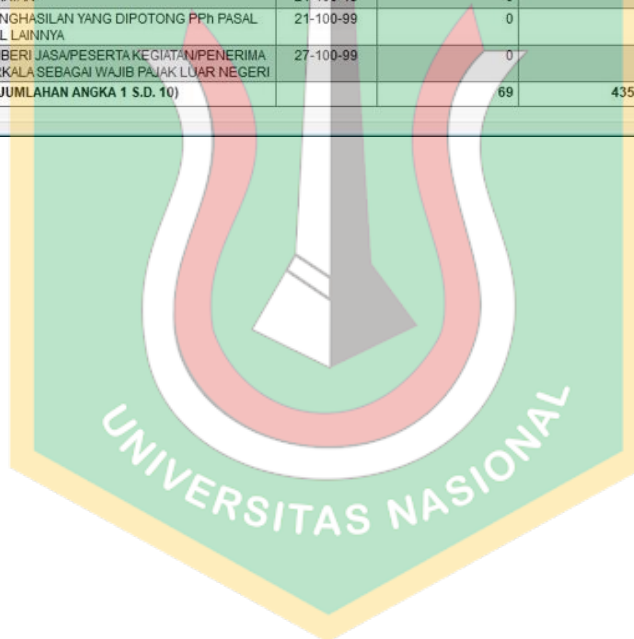 NGHASILAN YANG DIPOTONG PPh PASAL 21-100-99 0
L LAINNYA
BERI JASA/PESERTA KEGIATAN/PENERIMA 27-100-99 0
RKALA SEBAGAI WAJIB PAJAK LUAR NEGERI
JUMLAHAN ANGKA 1 S.D. 10) 69 435
UNIVERSITAS NASIONAL